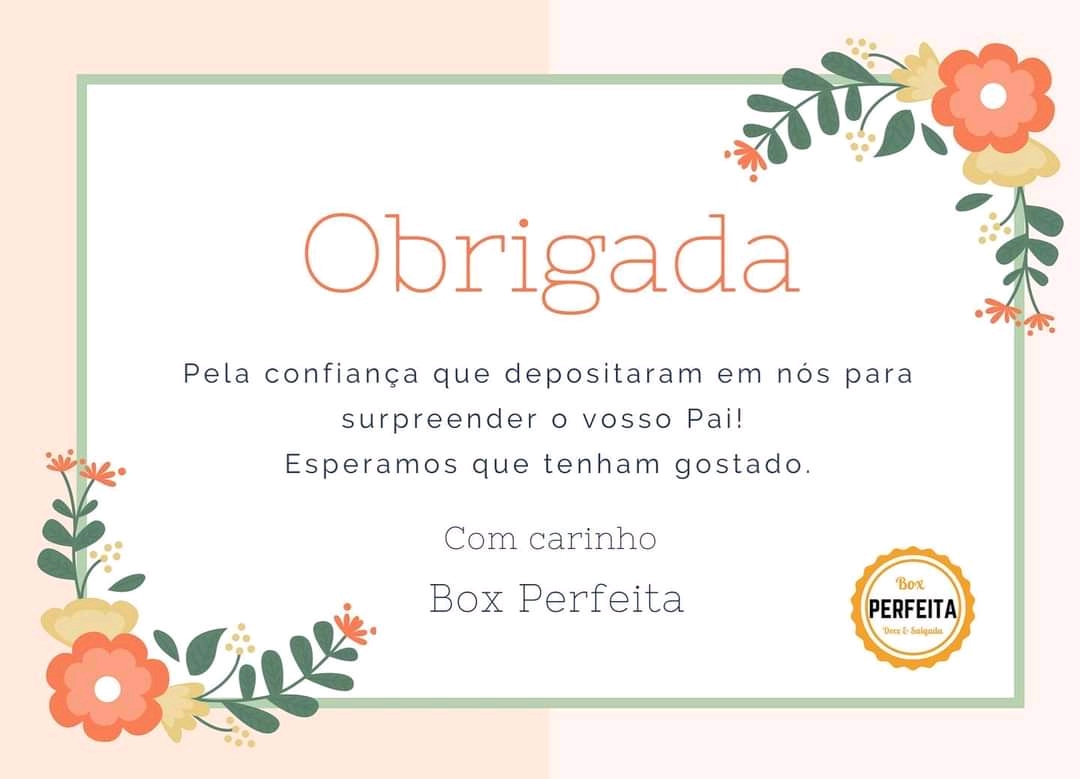 Obrigada
Pela confiança que depositaram em nós para
surpreender o vosso Pai!
Esperamos que tenham gostado.
Com carinho
Box Perfeita
Box
PERFEITA
Doce & Salgada